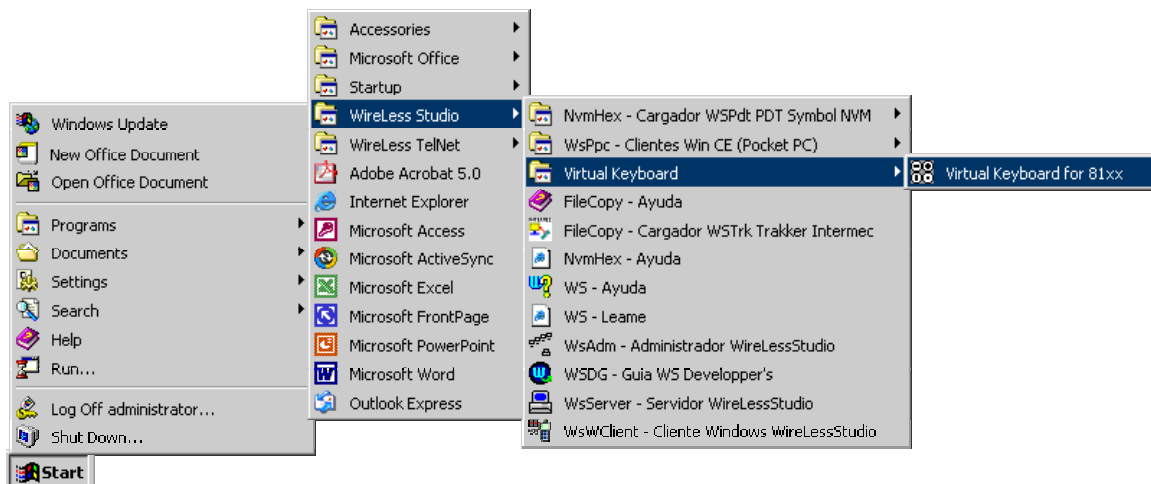 Windows Update
New Office Document
Open Office Document
Programs
Documents
Settings
Search
Help
Run...
Log Off administrator...
Shut Down...
Start
Accessories
Microsoft Office
Startup
WireLess Studio
WireLess TelNet
Adobe Acrobat 5.0
Internet Explorer
Microsoft Access
Microsoft ActiveSync
Microsoft Excel
Microsoft FrontPage
Microsoft PowerPoint
Microsoft Word
Outlook Express
NvmHex - Cargador WSPdt PDT Symbol NVM
WsPpc - Clientes Win CE (Pocket PC)
Virtual Keyboard
FileCopy - Ayuda
FileCopy - Cargador WSTrk Trakker Intermec
NvmHex - Ayuda
WS - Ayuda
WS - Leame
WsAdm - Administrador WireLessStudio
WSDG - Guia WS Developper's
WsServer - Servidor WireLessStudio
WsWClient - Cliente Windows WireLessStudio
Virtual Keyboard for 81xx